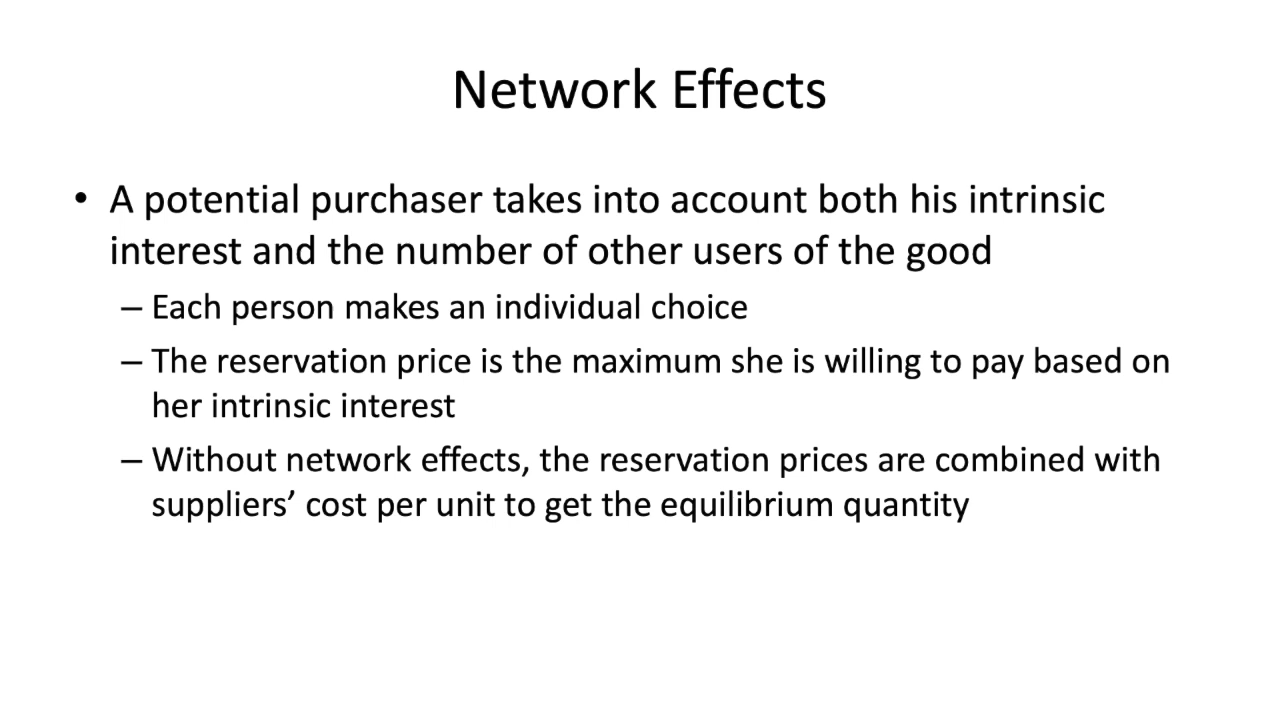 Network Effects
• A potential purchaser takes into account both his intrinsic
interest and the number of other users of the good
– Each person makes an individual choice
– The reservation price is the maximum she is willing to pay based on
her intrinsic interest
– Without network effects, the reservation prices are combined with
suppliers’ cost per unit to get the equilibrium quantity